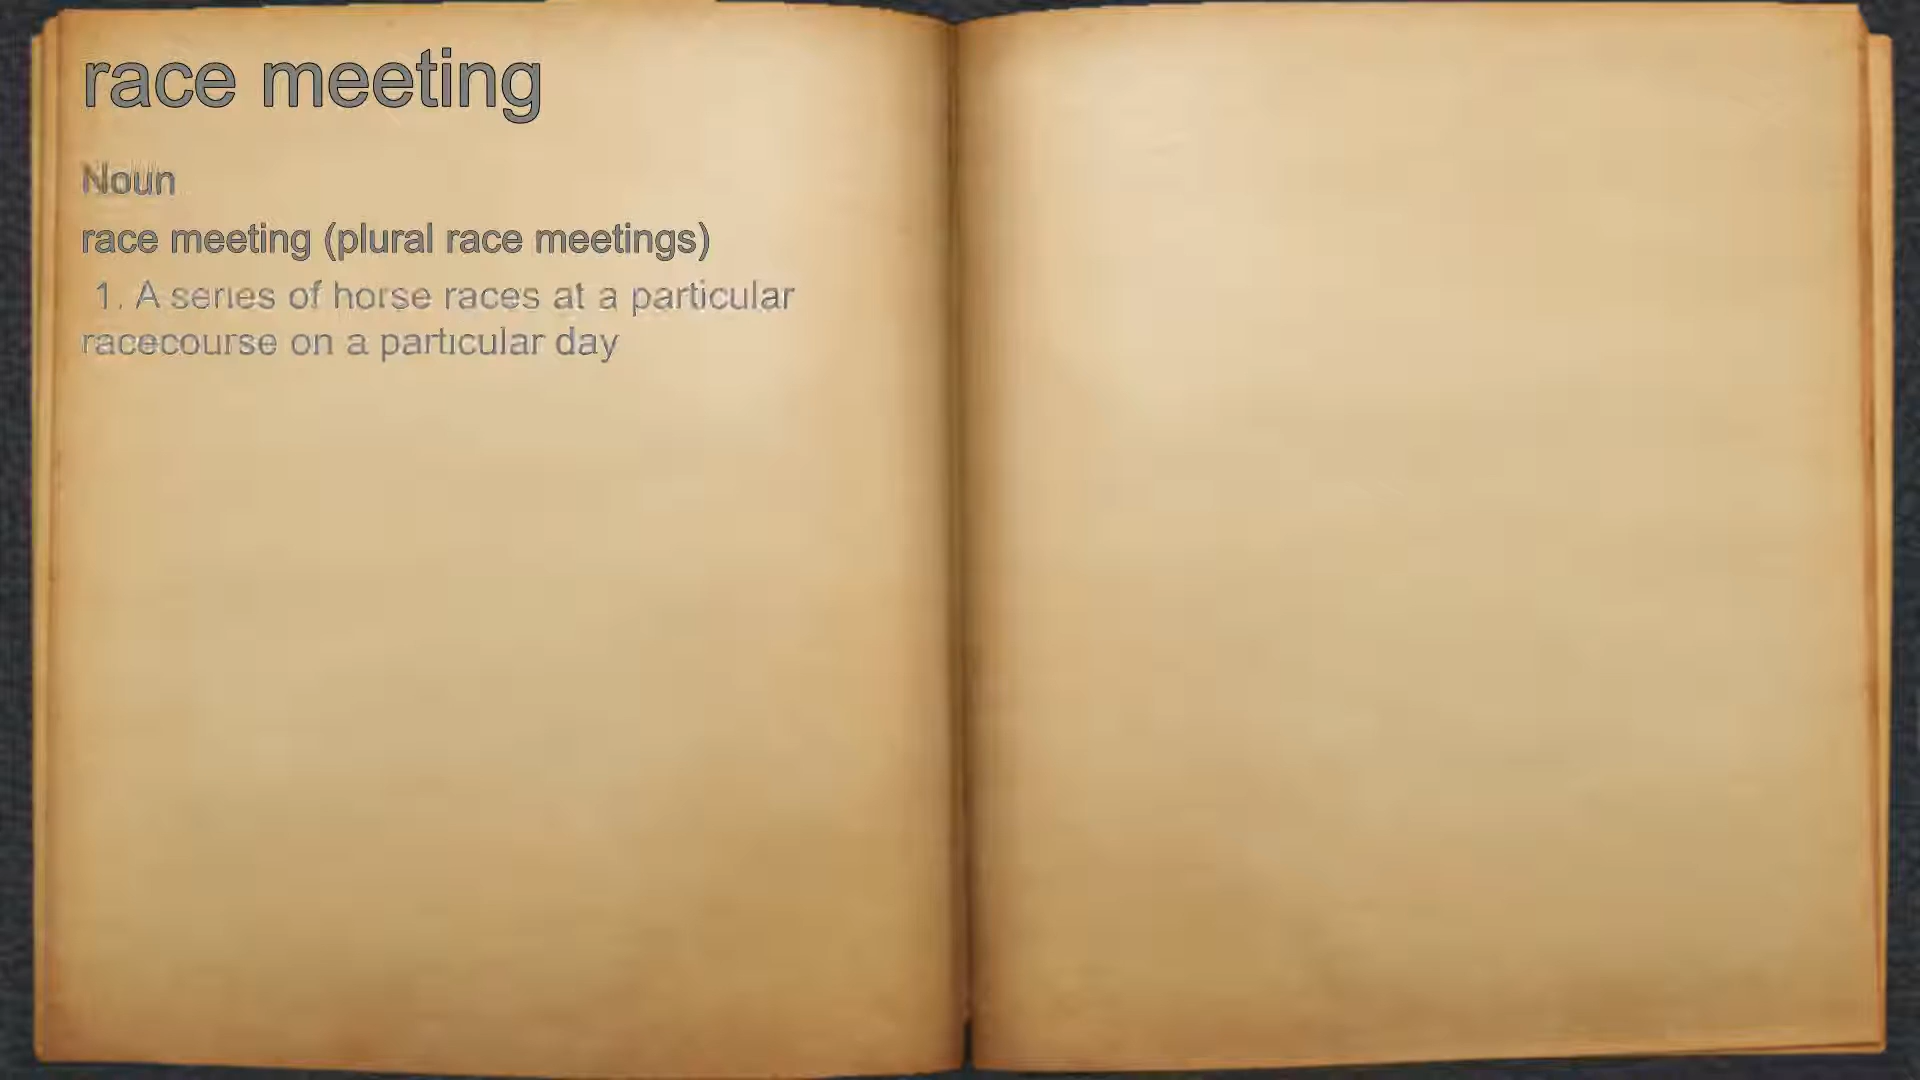 race meeting
Noun
race meeting (plural race meetings)
1. A series of horse races at a particular
racecourse on a particular day